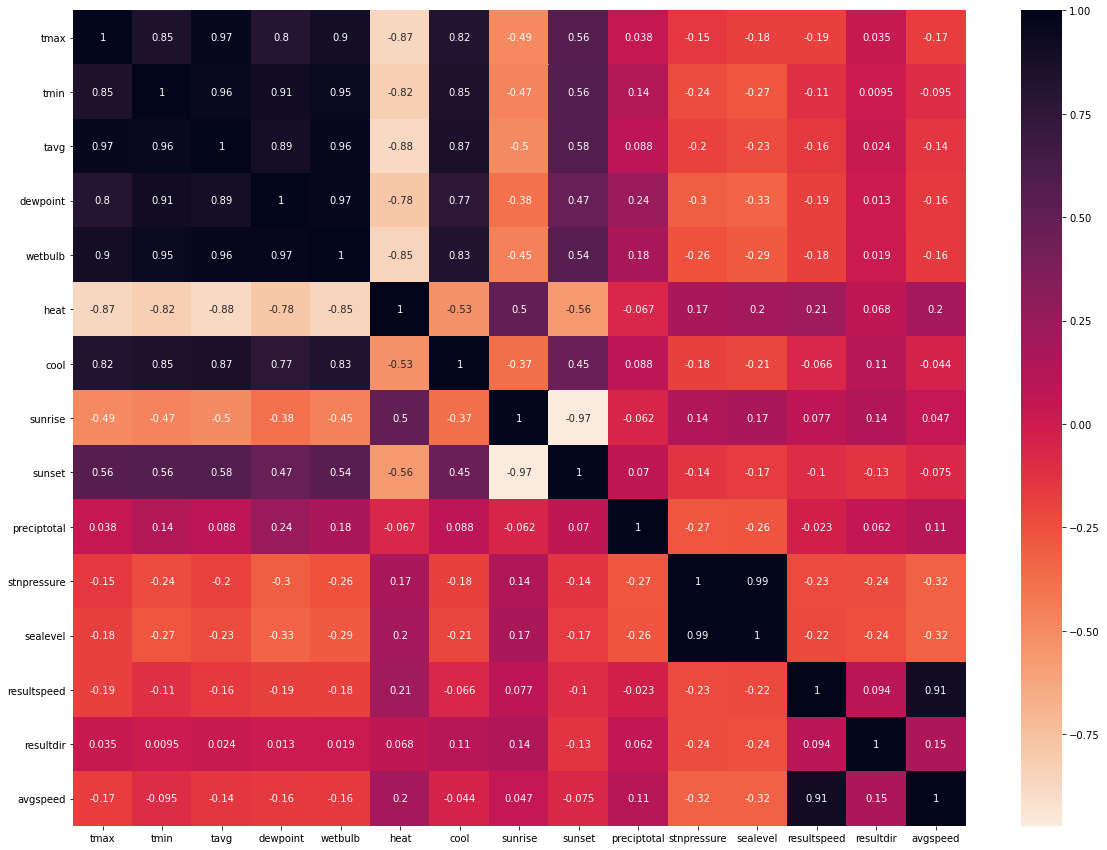 tmax 1 0.85 0.97 0.8 0.9 -0.87 0.82 -0.49 0.56 0.038 -0.15 -0.18 -0.19 0.035 -0.17
tmin 0.85 1 0.96 0.91 0.95 -0.82 0.85 -0.47 0.56 0.14 -0.24 -0.27 -0.11 0.0095 -0.095
tavg 0.97 0.96 1 0.89 0.96 -0.88 0.87 -0.5 0.58 0.088 -0.2 -0.23 -0.16 0.024 -0.14
dewpoint 0.8 0.91 0.89 1 0.97 -0.78 0.77 -0.38 0.47 0.24 -0.3 -0.33 -0.19 0.013 -0.16
wetbulb 0.9 0.95 0.96 0.97 1 -0.85 0.83 -0.45 0.54 0.18 -0.26 -0.29 -0.18 0.019 -0.16
heat -0.87 -0.82 -0.88 -0.78 -0.85 1 -0.53 0.5 -0.56 -0.067 0.17 0.2 0.21 0.068 0.2
cool 0.82 0.85 0.87 0.77 0.83 -0.53 1 -0.37 0.45 0.088 -0.18 -0.21 -0.066 0.11 -0.044
sunrise -0.49 -0.47 -0.5 -0.38 -0.45 0.5 -0.37 1 -0.97 -0.062 0.14 0.17 0.077 0.14 0.047
sunset 0.56 0.56 0.58 0.47 0.54 -0.56 0.45 -0.97 1 0.07 -0.14 -0.17 -0.1 -0.13 -0.075
preciptotal 0.038 0.14 0.088 0.24 0.18 -0.067 0.088 -0.062 0.07 1 -0.27 -0.26 -0.023 0.062 0.11
stnpressure -0.15 -0.24 -0.2 -0.3 -0.26 0.17 -0.18 0.14 -0.14 -0.27 1 0.99 -0.23 -0.24 -0.32
sealevel -0.18 -0.27 -0.23 -0.33 -0.29 0.2 -0.21 0.17 -0.17 -0.26 0.99 1 -0.22 -0.24 -0.32
resultspeed -0.19 -0.11 -0.16 -0.19 -0.18 0.21 -0.066 0.077 -0.1 -0.023 -0.23 -0.22 1 0.094 0.91
resultdir 0.035 0.0095 0.024 0.013 0.019 0.068 0.11 0.14 -0.13 0.062 -0.24 -0.24 0.094 1 0.15
avgspeed -0.17 -0.095 -0.14 -0.16 -0.16 0.2 -0.044 0.047 -0.075 0.11 -0.32 -0.32 0.91 0.15 1
tmax tmin tavg dewpoint wetbulb heat cool sunrise sunset preciptotal stnpressure sealevel resultspeed resultdir avgspeed
1.00
0.75
0.50
0.25
0.00
−0.25
−0.50
−0.75